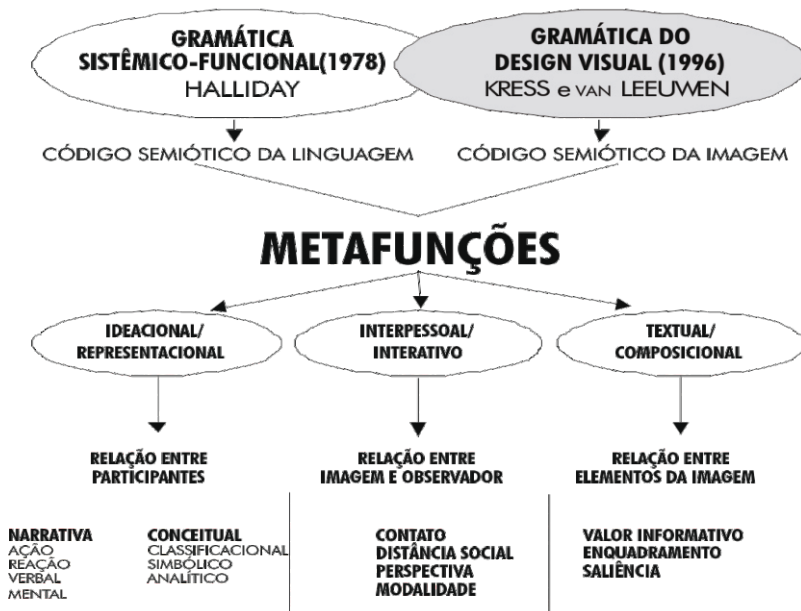 GRAMÁTICA
SISTÊMICO-FUNCIONAL(1978)
HALLIDAY
GRAMÁTICA DO
DESIGN VISUAL (1996)
KRESS e VAN LEEUWEN
CÓDIGO SEMIÓTICO DA LINGUAGEM
CÓDIGO SEMIÓTICO DA IMAGEM
METAFUNÇÕES
IDEACIONAL/
REPRESENTACIONAL
INTERPESSOAL/
INTERATIVO
TEXTUAL/
COMPOSICIONAL
RELAÇÃO ENTRE
PARTICIPANTES
RELAÇÃO ENTRE
IMAGEM E OBSERVADOR
RELAÇÃO ENTRE
ELEMENTOS DA IMAGEM
NARRATIVA
AÇÃO
REAÇÃO
VERBAL
MENTAL
CONCEITUAL
CLASSIFICACIONAL
SIMBÓLICO
ANALÍTICO
CONTATO
DISTÂNCIA SOCIAL
PERSPECTIVA
MODALIDADE
VALOR INFORMATIVO
ENQUADRAMENTO
SALIÊNCIA